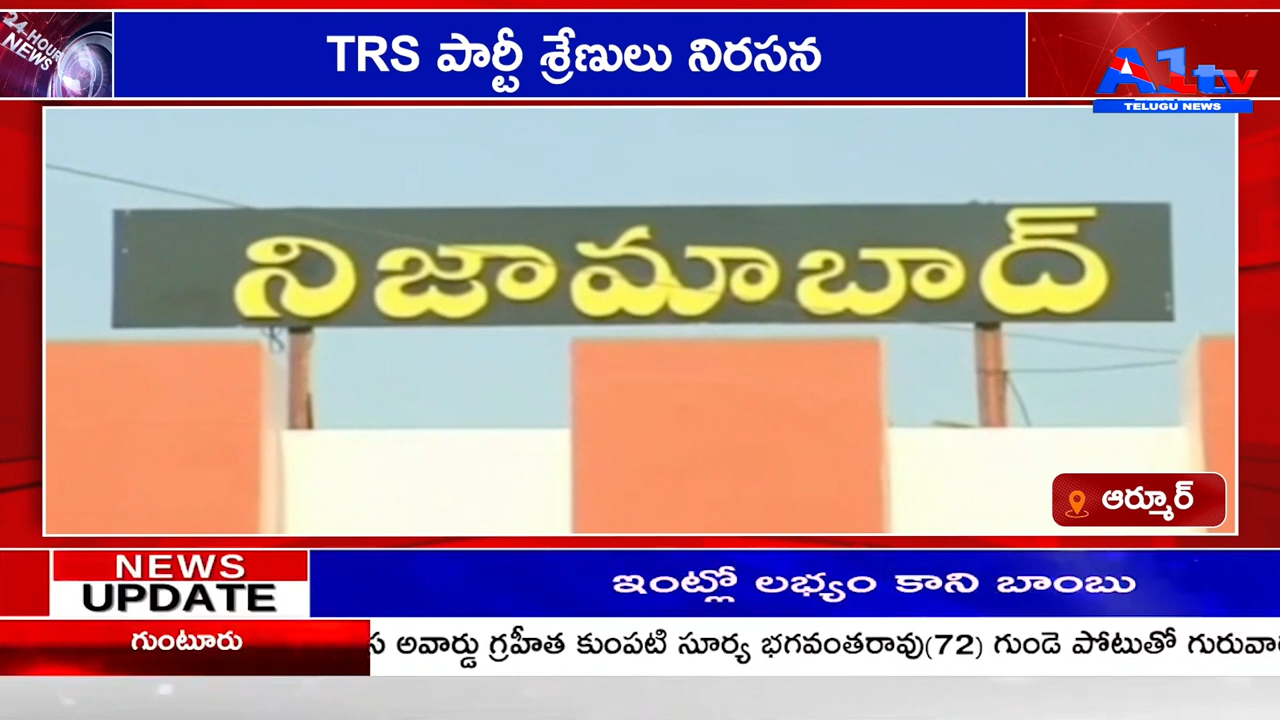 24-HOUR
NEWS
TRS పార్టీ శ్రేణులు నిరసన
A1tv
TELUGU NEWS
నిజామాబాద్
ఆర్మూర్
NEWS
UPDATE
ఇంట్లో లభ్యం కాని బాంబు
గుంటూరు
అవార్డు గ్రహీత కుంపటి సూర్య భగవంతరావు(72) గుండె పోటుతో